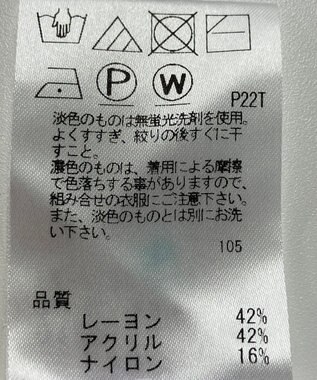 P W
P22T
淡色のものは無蛍光洗剤を使用。
よくすすぎ、絞りの後すぐに干
すこと。
濃色のものは、着用による摩擦
で色落ちする事がありますので、
組み合せの衣服にご注意下さい。
また、淡色のものとは別にお洗
い下さい。
105
品質
レーヨン 42%
アクリル 42%
ナイロン 16%